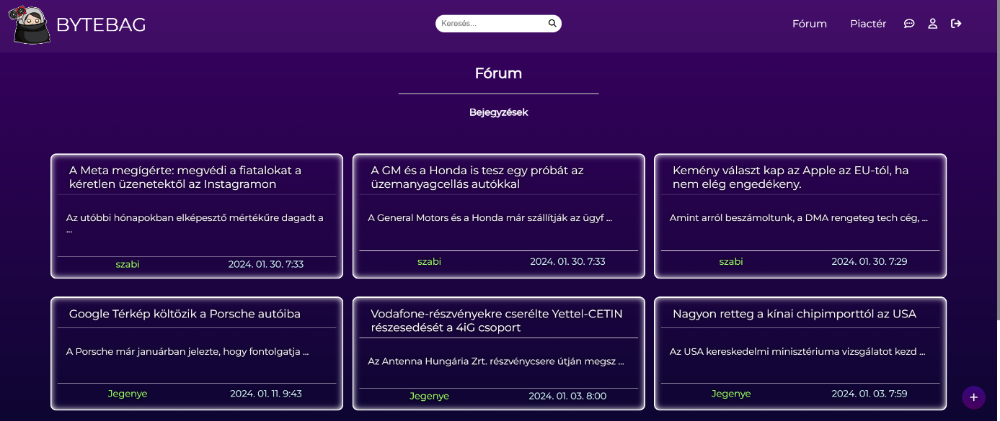 BYTEBAG
Keresés...
Fórum
Piactér
Fórum
Bejegyzések
A Meta megígérte: megvédi a fiatalokat a
kéretlen üzenetektől az Instagramon
Az utóbbi hónapokban elképesztő mértékűre dagadt a
...
szabi
2024. 01. 30. 7:33
A GM és a Honda is tesz egy próbát az
üzemanyagcellás autókkal
A General Motors és a Honda már szállítják az ügyf ...
szabi
2024. 01. 30. 7:33
Kemény választ kap az Apple az EU-tól, ha
nem elég engedékeny.
Amint arról beszámoltunk, a DMA rengeteg tech cég, ...
szabi
2024. 01. 30. 7:29
Google Térkép költözik a Porsche autóiba
A Porsche már januárban jelezte, hogy fontolgatja ...
Jegenye
2024. 01. 11. 9:43
Vodafone-részvényekre cserélte Yettel-CETIN
részesedését a 4iG csoport
Az Antenna Hungária Zrt. részvénycsere útján megsz ...
Jegenye
2024. 01. 03. 8:00
Nagyon retteg a kínai chipimporttól az USA
Az USA kereskedelmi minisztériuma vizsgálatot kezd ...
Jegenye
2024. 01. 03. 7:59
+